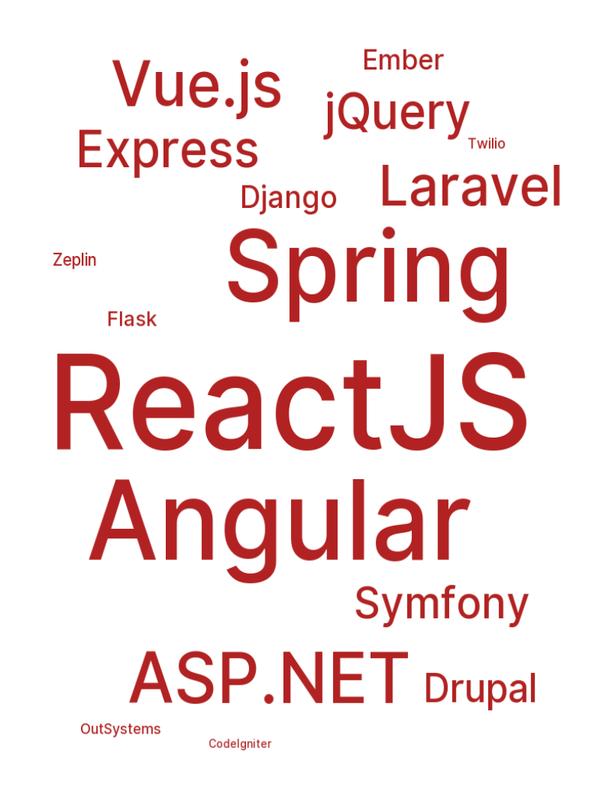 Ember
Vue.js
jQuery
Express
Twilio
Laravel
Django
Spring
Zeplin
Flask
ReactJS
Angular
Symfony
ASP.NET
Drupal
OutSystems
CodeIgniter